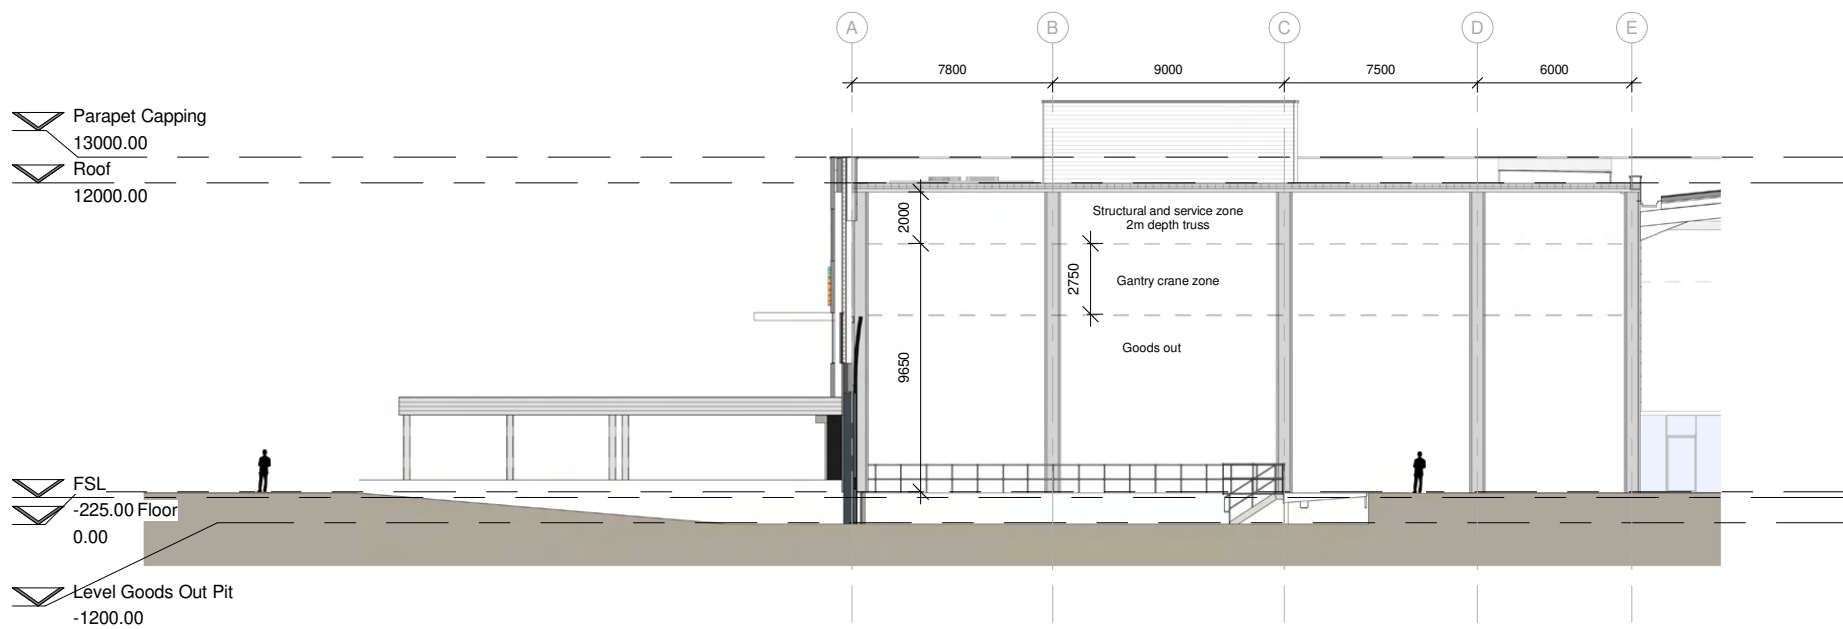 A
B
C
D
E
7800
9000
7500
6000
Parapet Capping
13000.00
Roof
12000.00
2000
Structural and service zone
2m depth truss
2750
Gantry crane zone
Goods out
9650
FSL
-225.00 Floor
0.00
Level Goods Out Pit
-1200.00